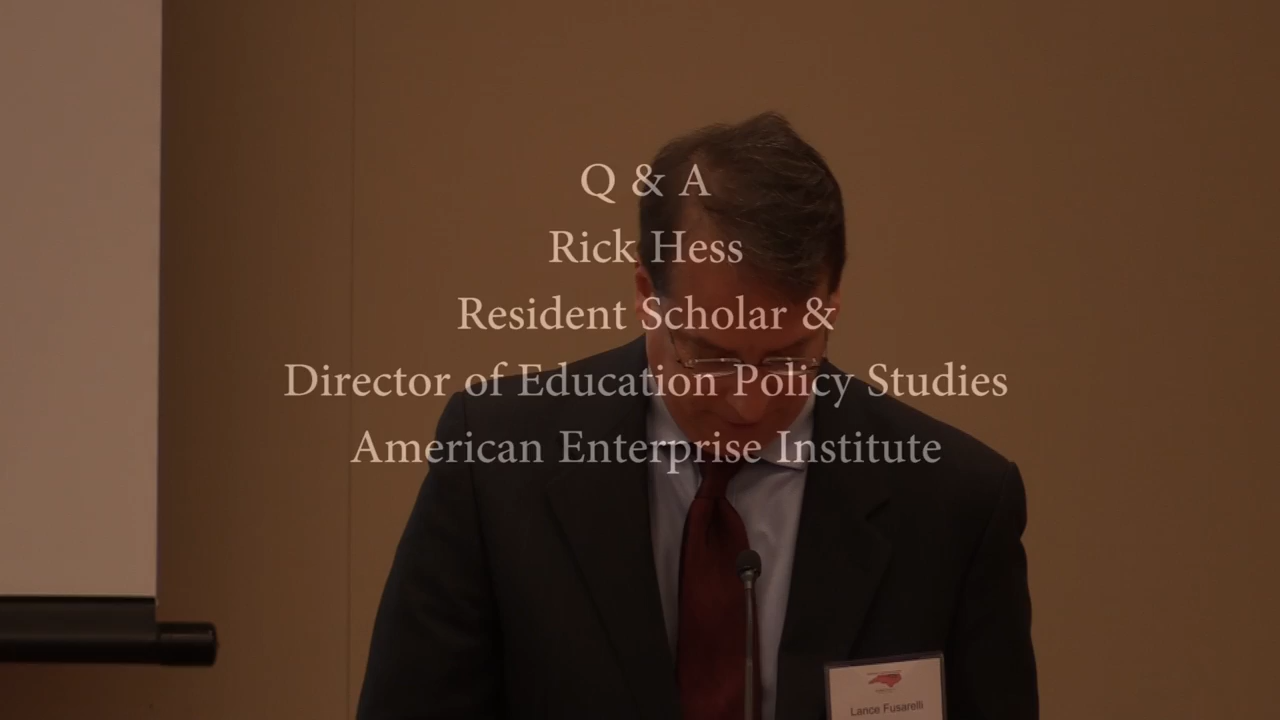 Q & A
Rick Hess
Resident Scholar &
Director of Education Policy Studies
American Enterprise Institute
Lance Fusarelli